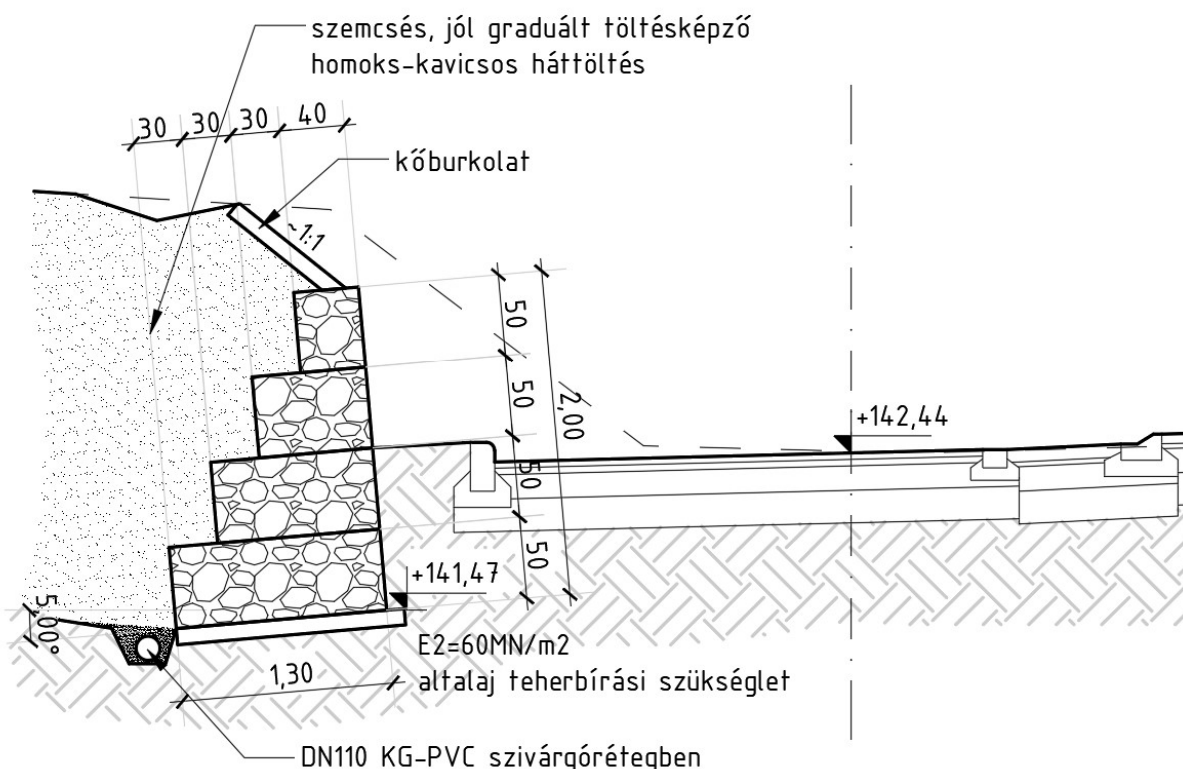 szemcsés, jól graduált töltésképző
homoks-kavicsos háttöltés
30 30 30 40
kőburkolat
~1:1
50
50
2,00
+142,44
50
50
+141,47
5,00°
E2=60MN/m2
1,30
altalaj teherbírási szükséglet
DN110 KG-PVC szivárgórétegben